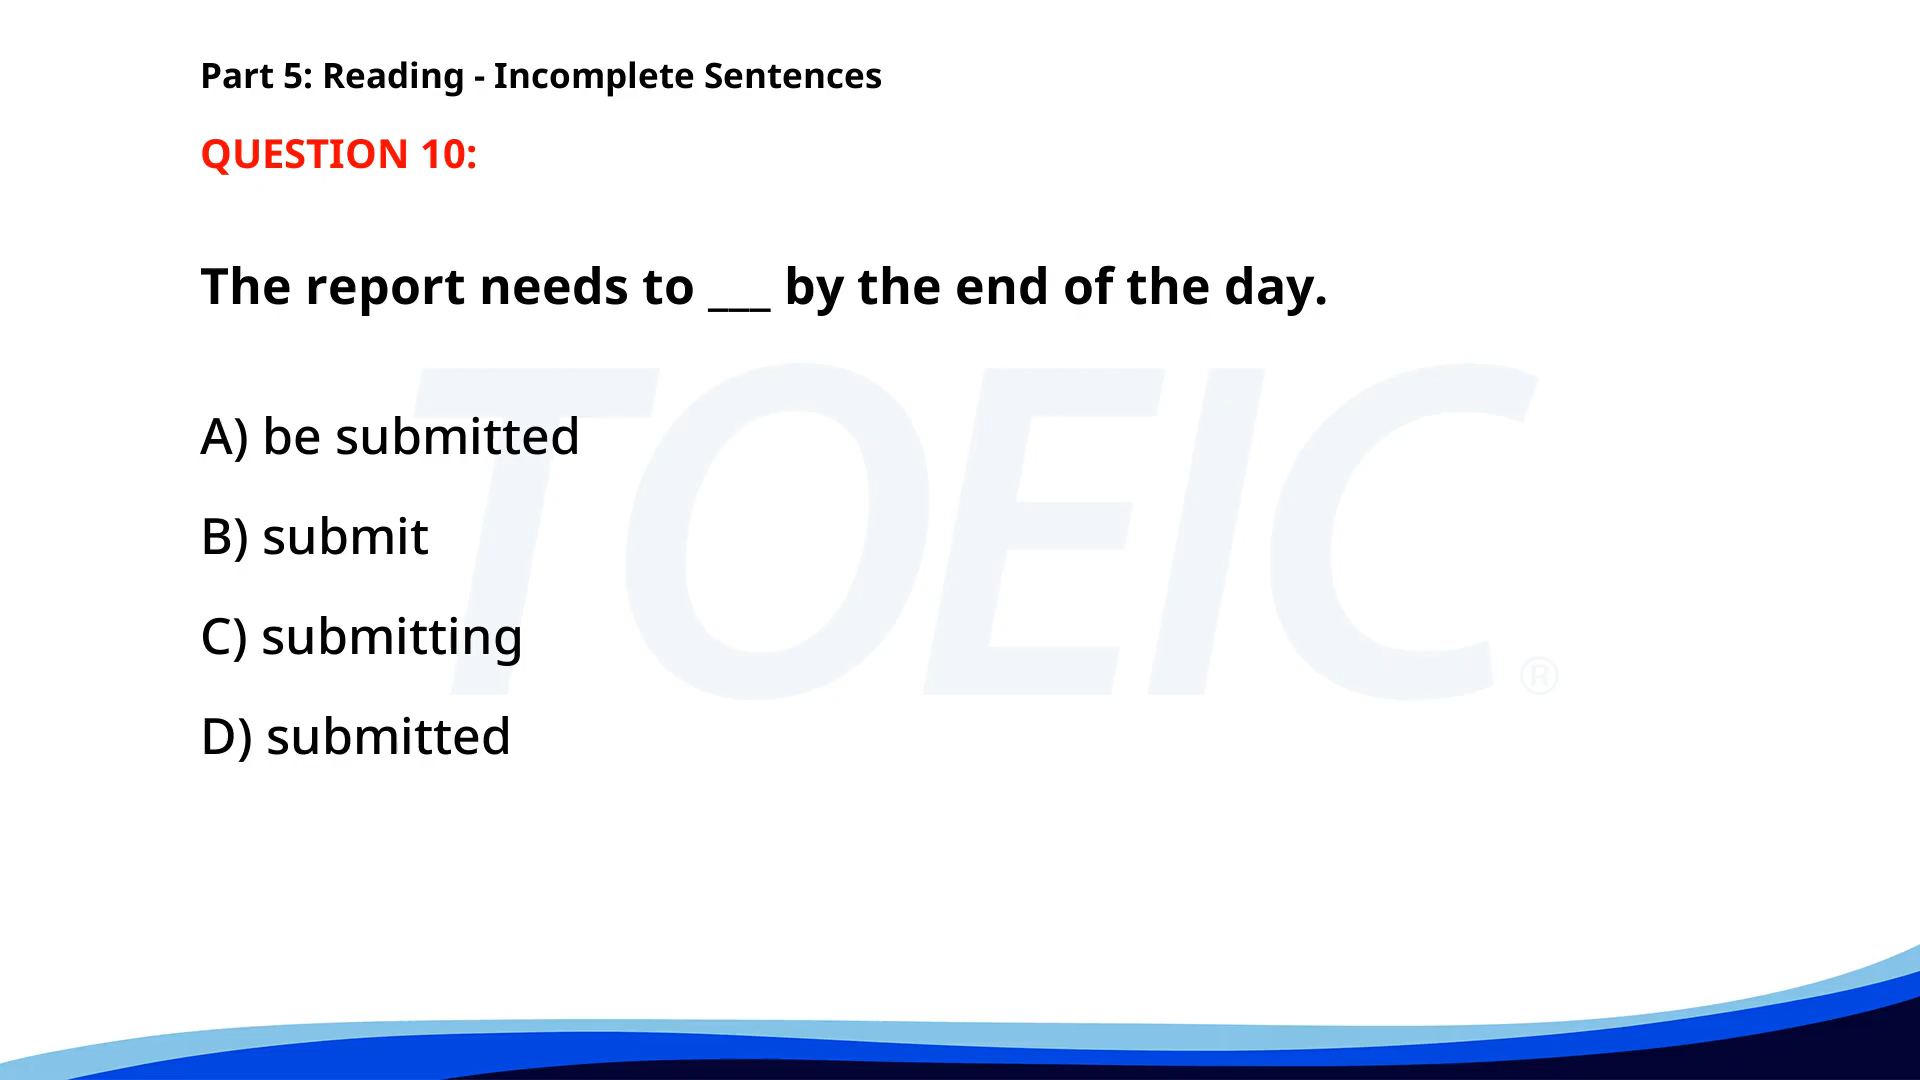 Part 5: Reading - Incomplete Sentences
QUESTION 10:
The report needs to ___ by the end of the day.
TOEIC®
A) be submitted
B) submit
C) submitting
D) submitted